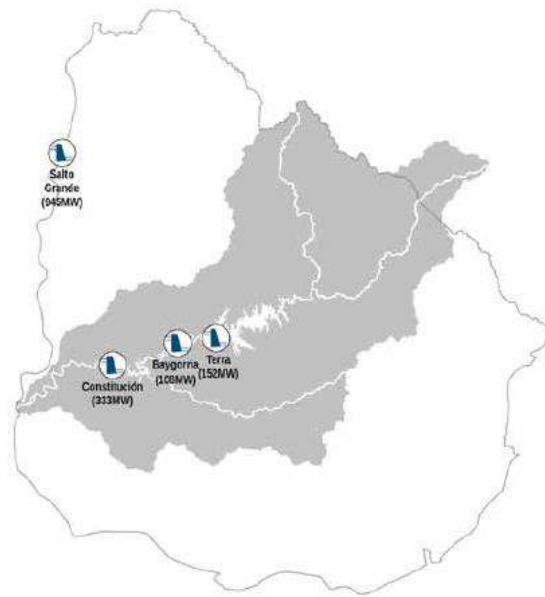 Salto
Grande
(945MW)
Baygorria
(108MW)
Terra
(152MW)
Constitución
(333MW)